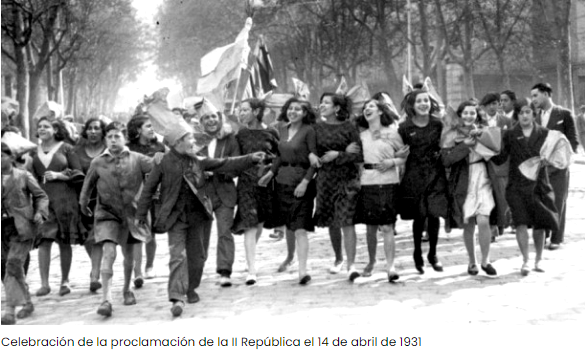 Celebración de la proclamación de la II República el 14 de abril de 1931